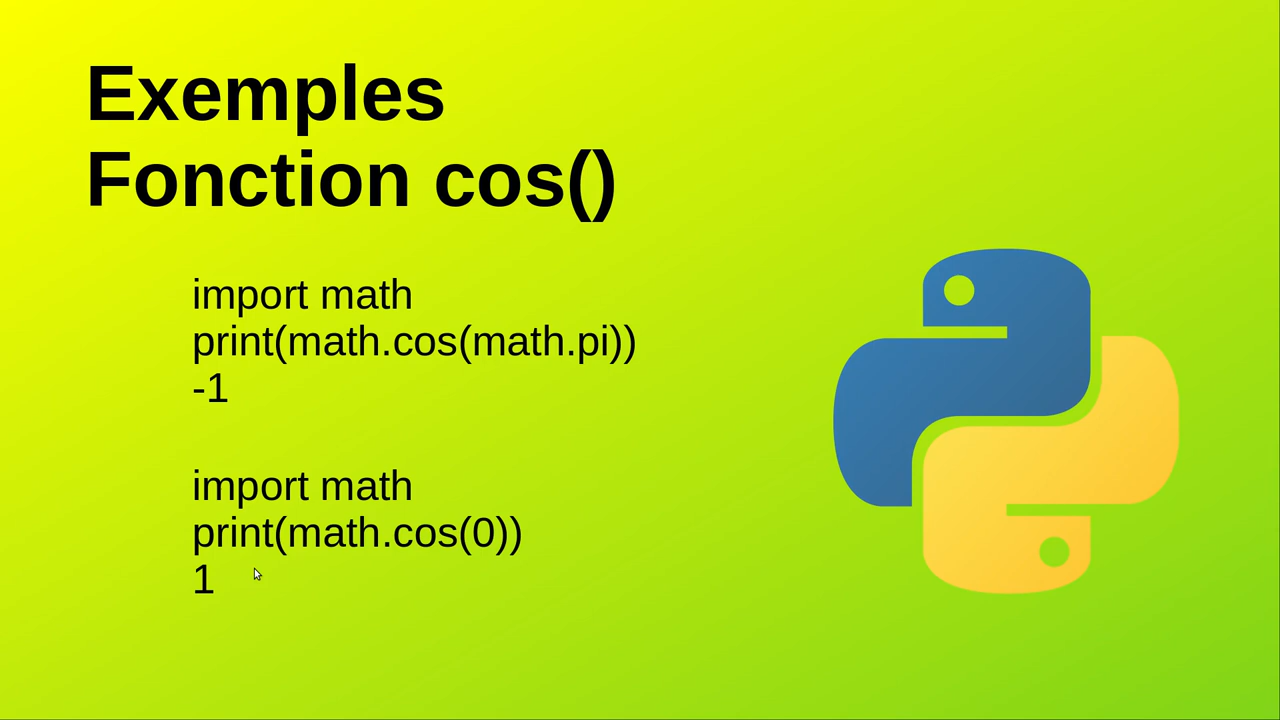 Exemples
Fonction cos()
import math
print(math.cos(math.pi))
-1
import math
print(math.cos(0))
1